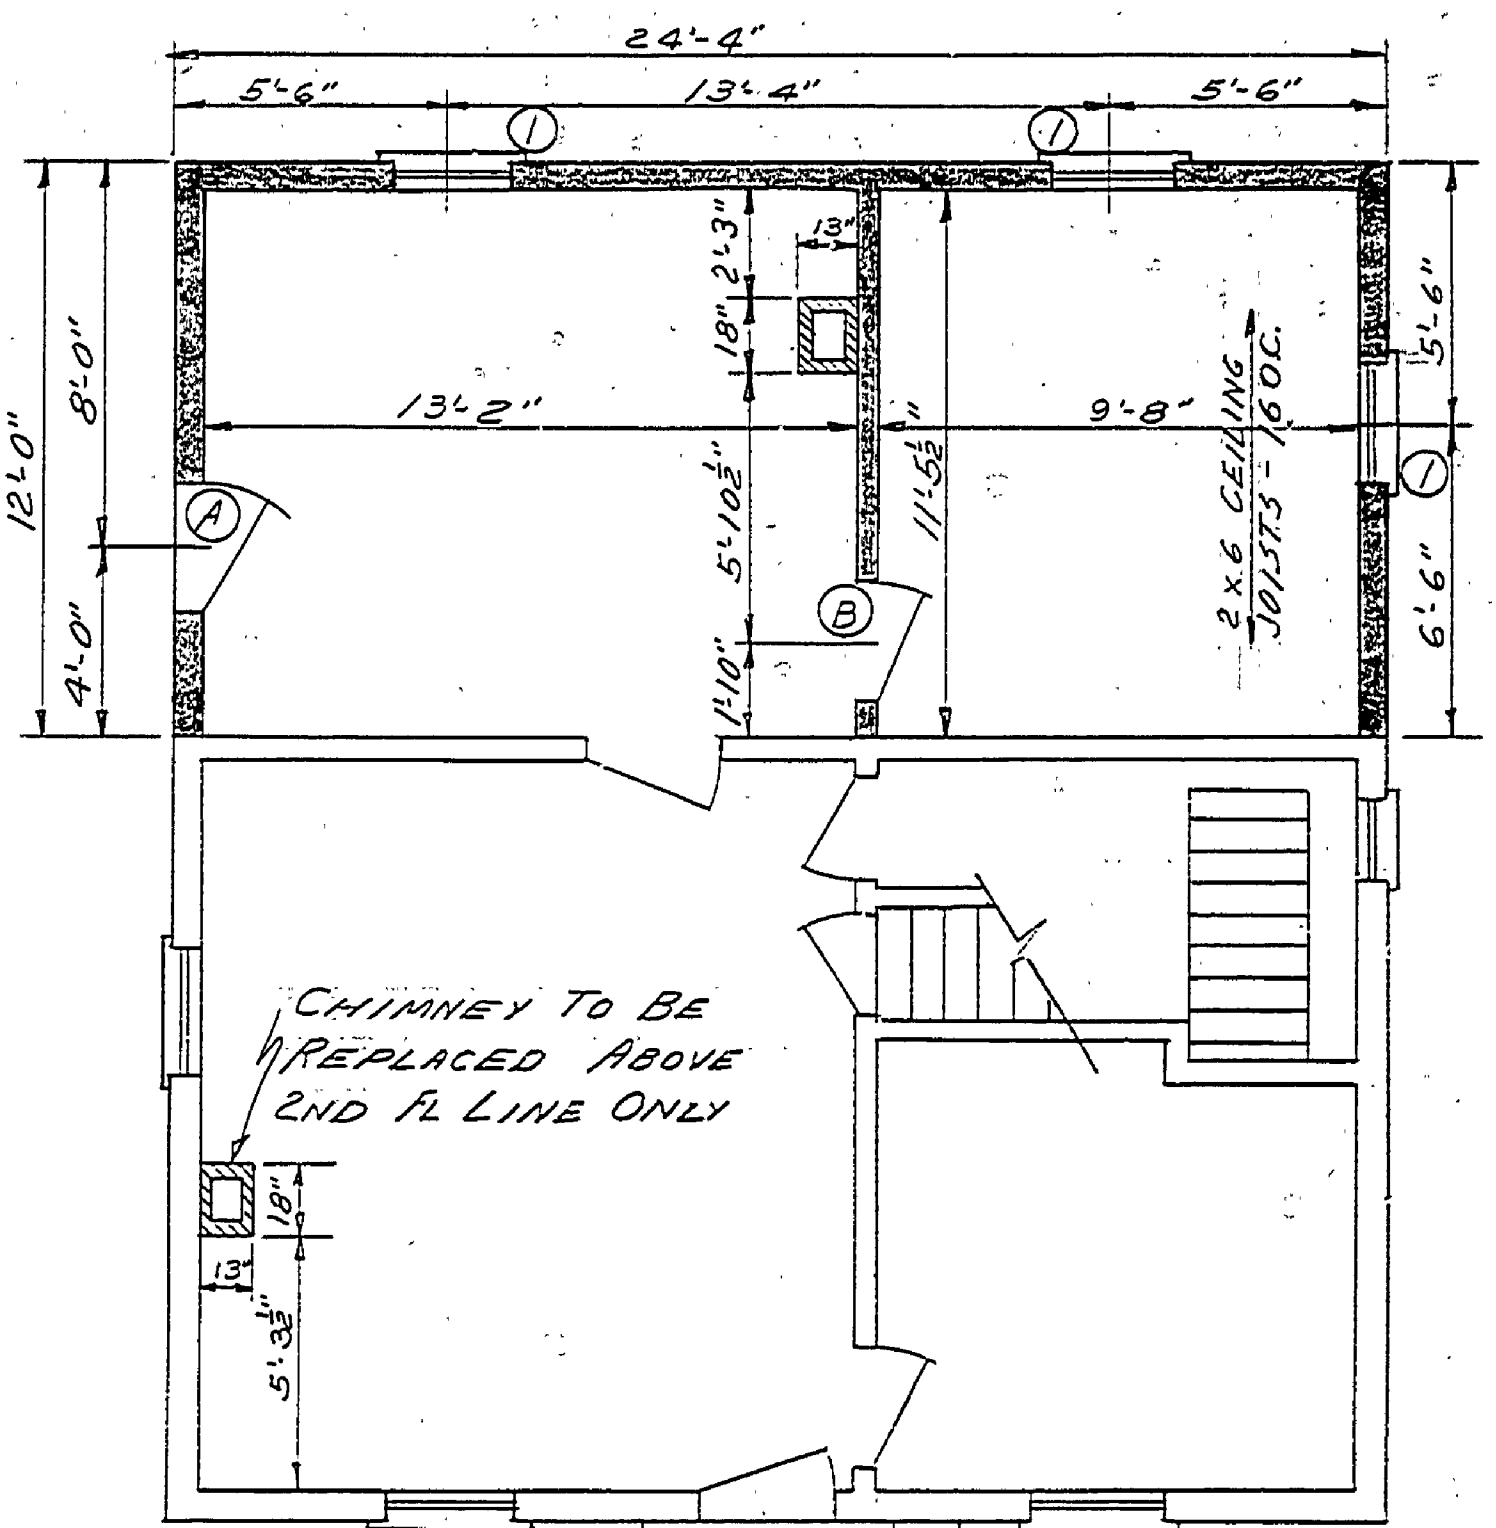 24'-4"
5'-6" 13'-4" 5'-6"
1 1
12'-0"
8'-0"
4'-0"
2'-3"
13"
18"
13'-2"
9'-8"
5'-6"
1
6'-6"
A
5'-10½"
11'-5½"
B
1'-10"
2 x 6 CEILING
JOISTS - 16 O.C.
CHIMNEY TO BE
REPLACED ABOVE
2ND FL LINE ONLY
18"
13"
5'-3½"